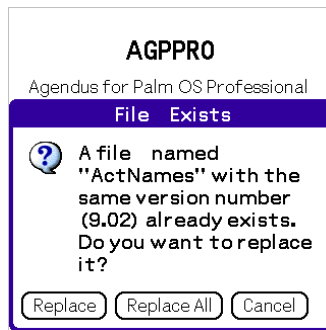 AGPPRO
Agendus for Palm OS Professional
File Exists
A file named
"ActNames" with the
same version number
(9.02) already exists.
Do you want to replace
it?
Replace Replace All Cancel